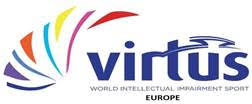 virtus
WORLD INTELLECTUAL IMPAIRMENT SPORT
EUROPE